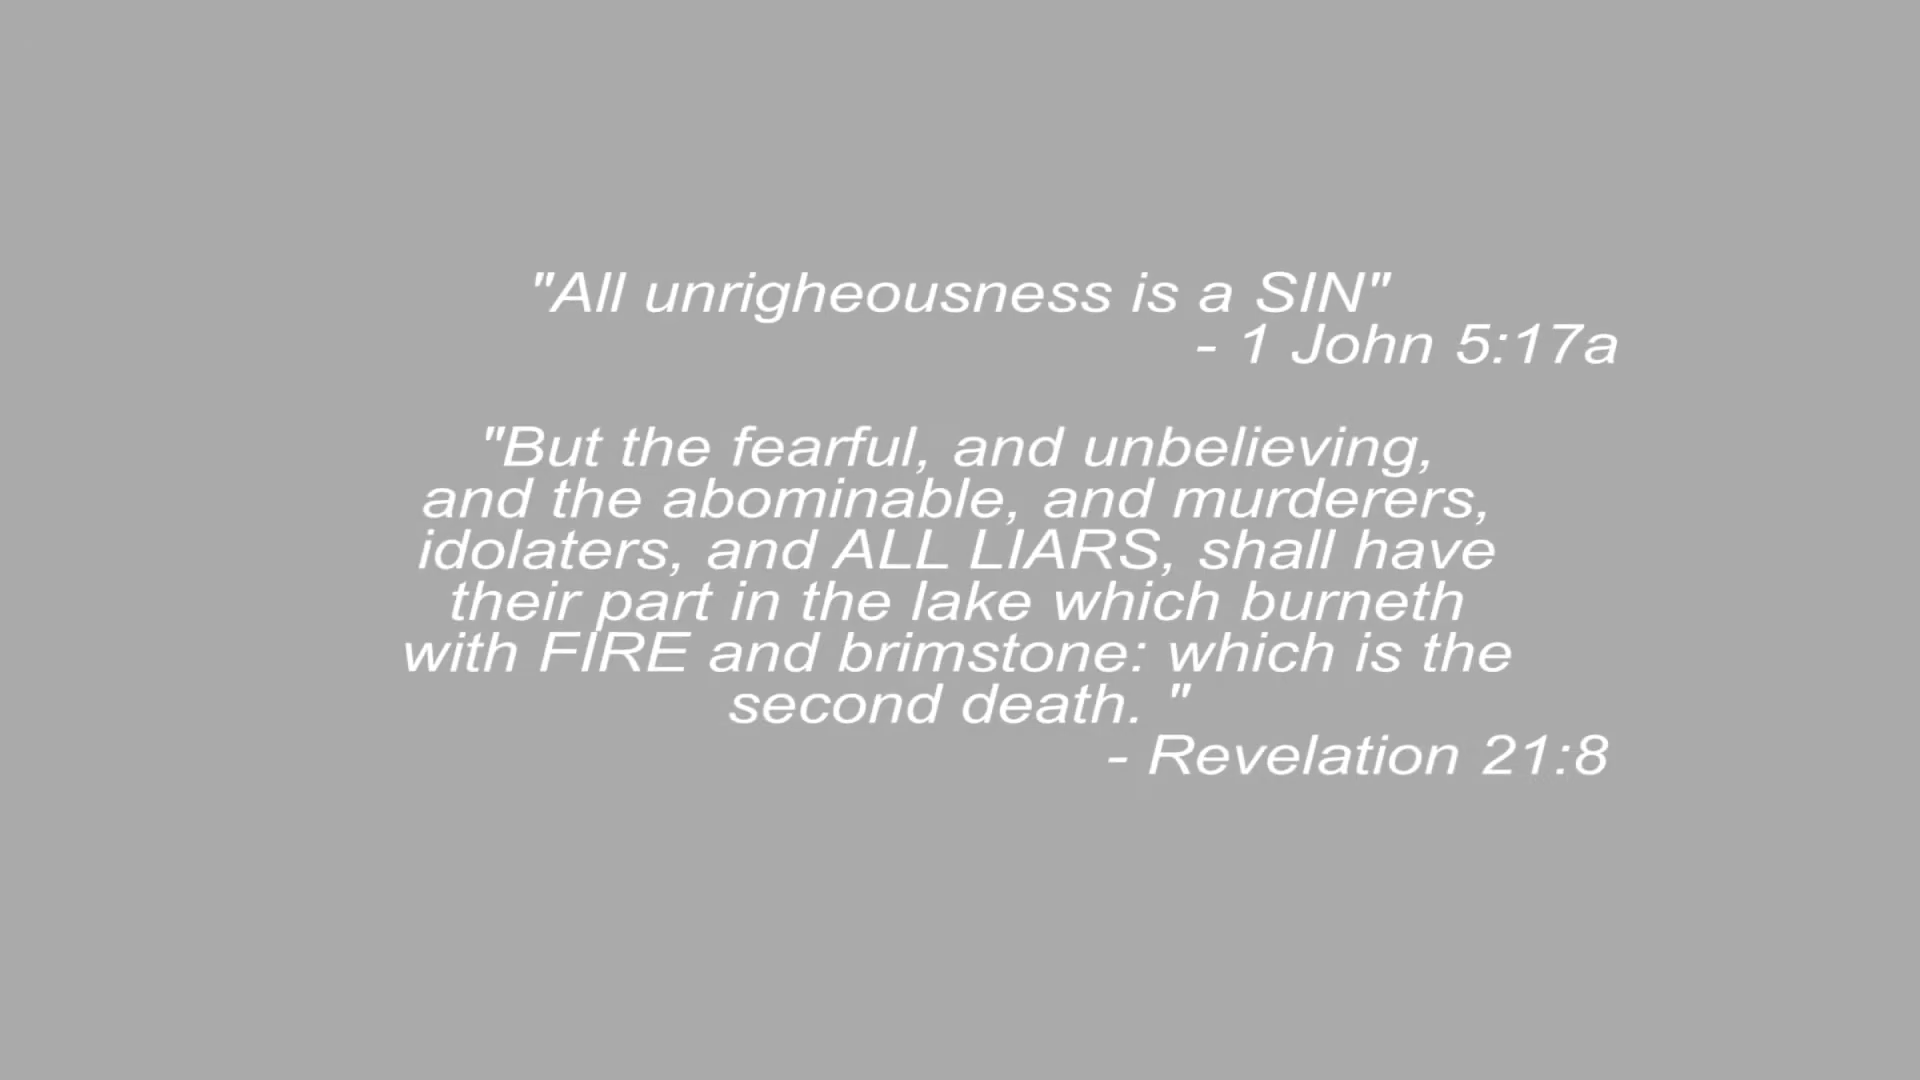 "All unrigheousness is a SIN"
- 1 John 5:17a
"But the fearful, and unbelieving,
and the abominable, and murderers,
idolaters, and ALL LIARS, shall have
their part in the lake which burneth
with FIRE and brimstone: which is the
second death. "
- Revelation 21:8